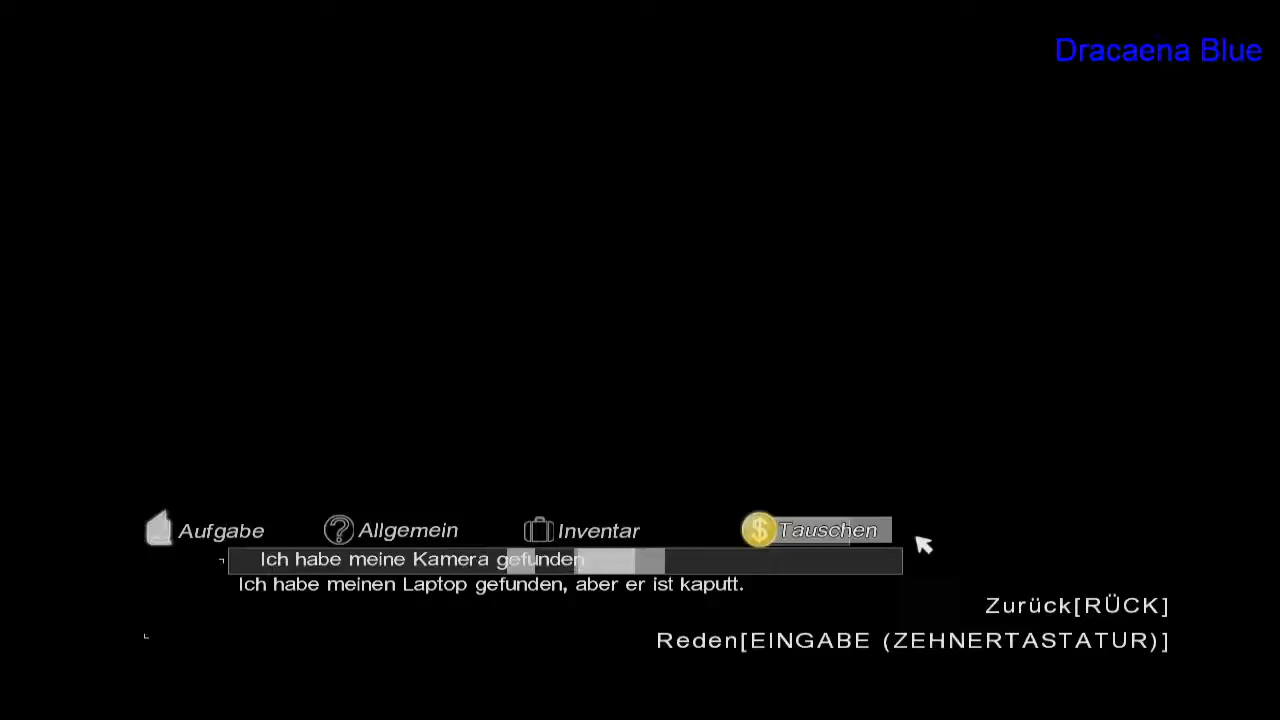 Dracaena Blue
Aufgabe
Allgemein
Inventar
Tauschen
Ich habe meine Kamera gefunden
Ich habe meinen Laptop gefunden, aber er ist kaputt.
Zurück[RÜCK]
Reden[EINGABE (ZEHNERTASTATUR)]